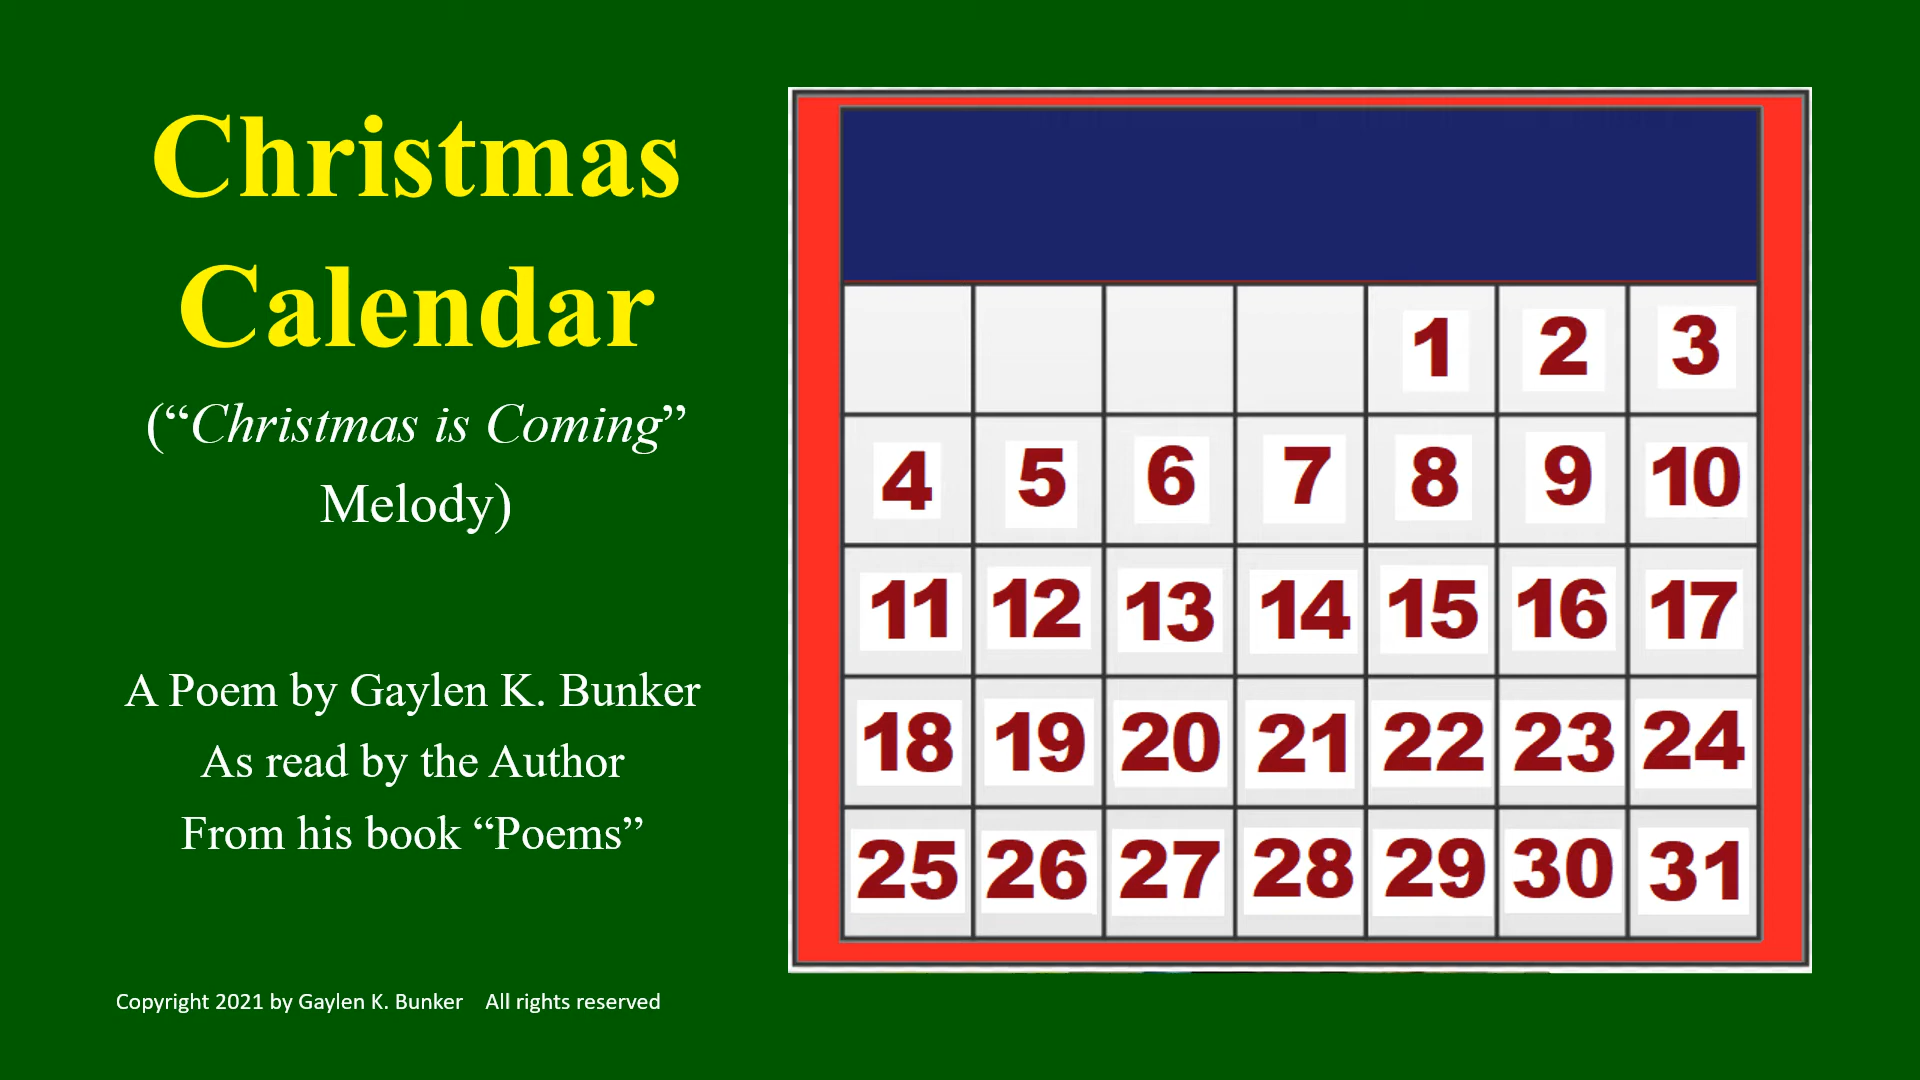 Christmas
Calendar
(“Christmas is Coming”
Melody)
A Poem by Gaylen K. Bunker
As read by the Author
From his book “Poems”
Copyright 2021 by Gaylen K. Bunker    All rights reserved
1 2 3
4 5 6 7 8 9 10
11 12 13 14 15 16 17
18 19 20 21 22 23 24
25 26 27 28 29 30 31